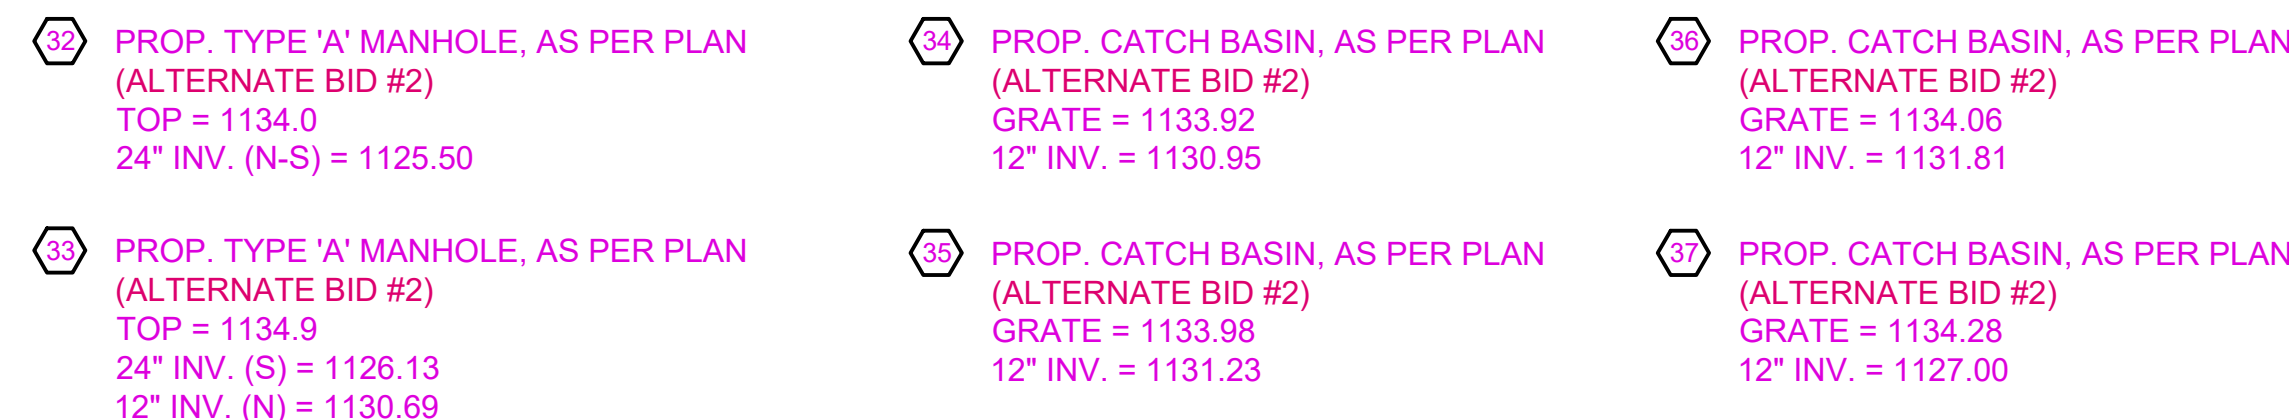 32
PROP. TYPE 'A' MANHOLE, AS PER PLAN
(ALTERNATE BID #2)
TOP = 1134.0
24" INV. (N-S) = 1125.50
33
PROP. TYPE 'A' MANHOLE, AS PER PLAN
(ALTERNATE BID #2)
TOP = 1134.9
24" INV. (S) = 1126.13
12" INV. (N) = 1130.69
34
PROP. CATCH BASIN, AS PER PLAN
(ALTERNATE BID #2)
GRATE = 1133.92
12" INV. = 1130.95
35
PROP. CATCH BASIN, AS PER PLAN
(ALTERNATE BID #2)
GRATE = 1133.98
12" INV. = 1131.23
36
PROP. CATCH BASIN, AS PER PLAN
(ALTERNATE BID #2)
GRATE = 1134.06
12" INV. = 1131.81
37
PROP. CATCH BASIN, AS PER PLAN
(ALTERNATE BID #2)
GRATE = 1134.28
12" INV. = 1127.00